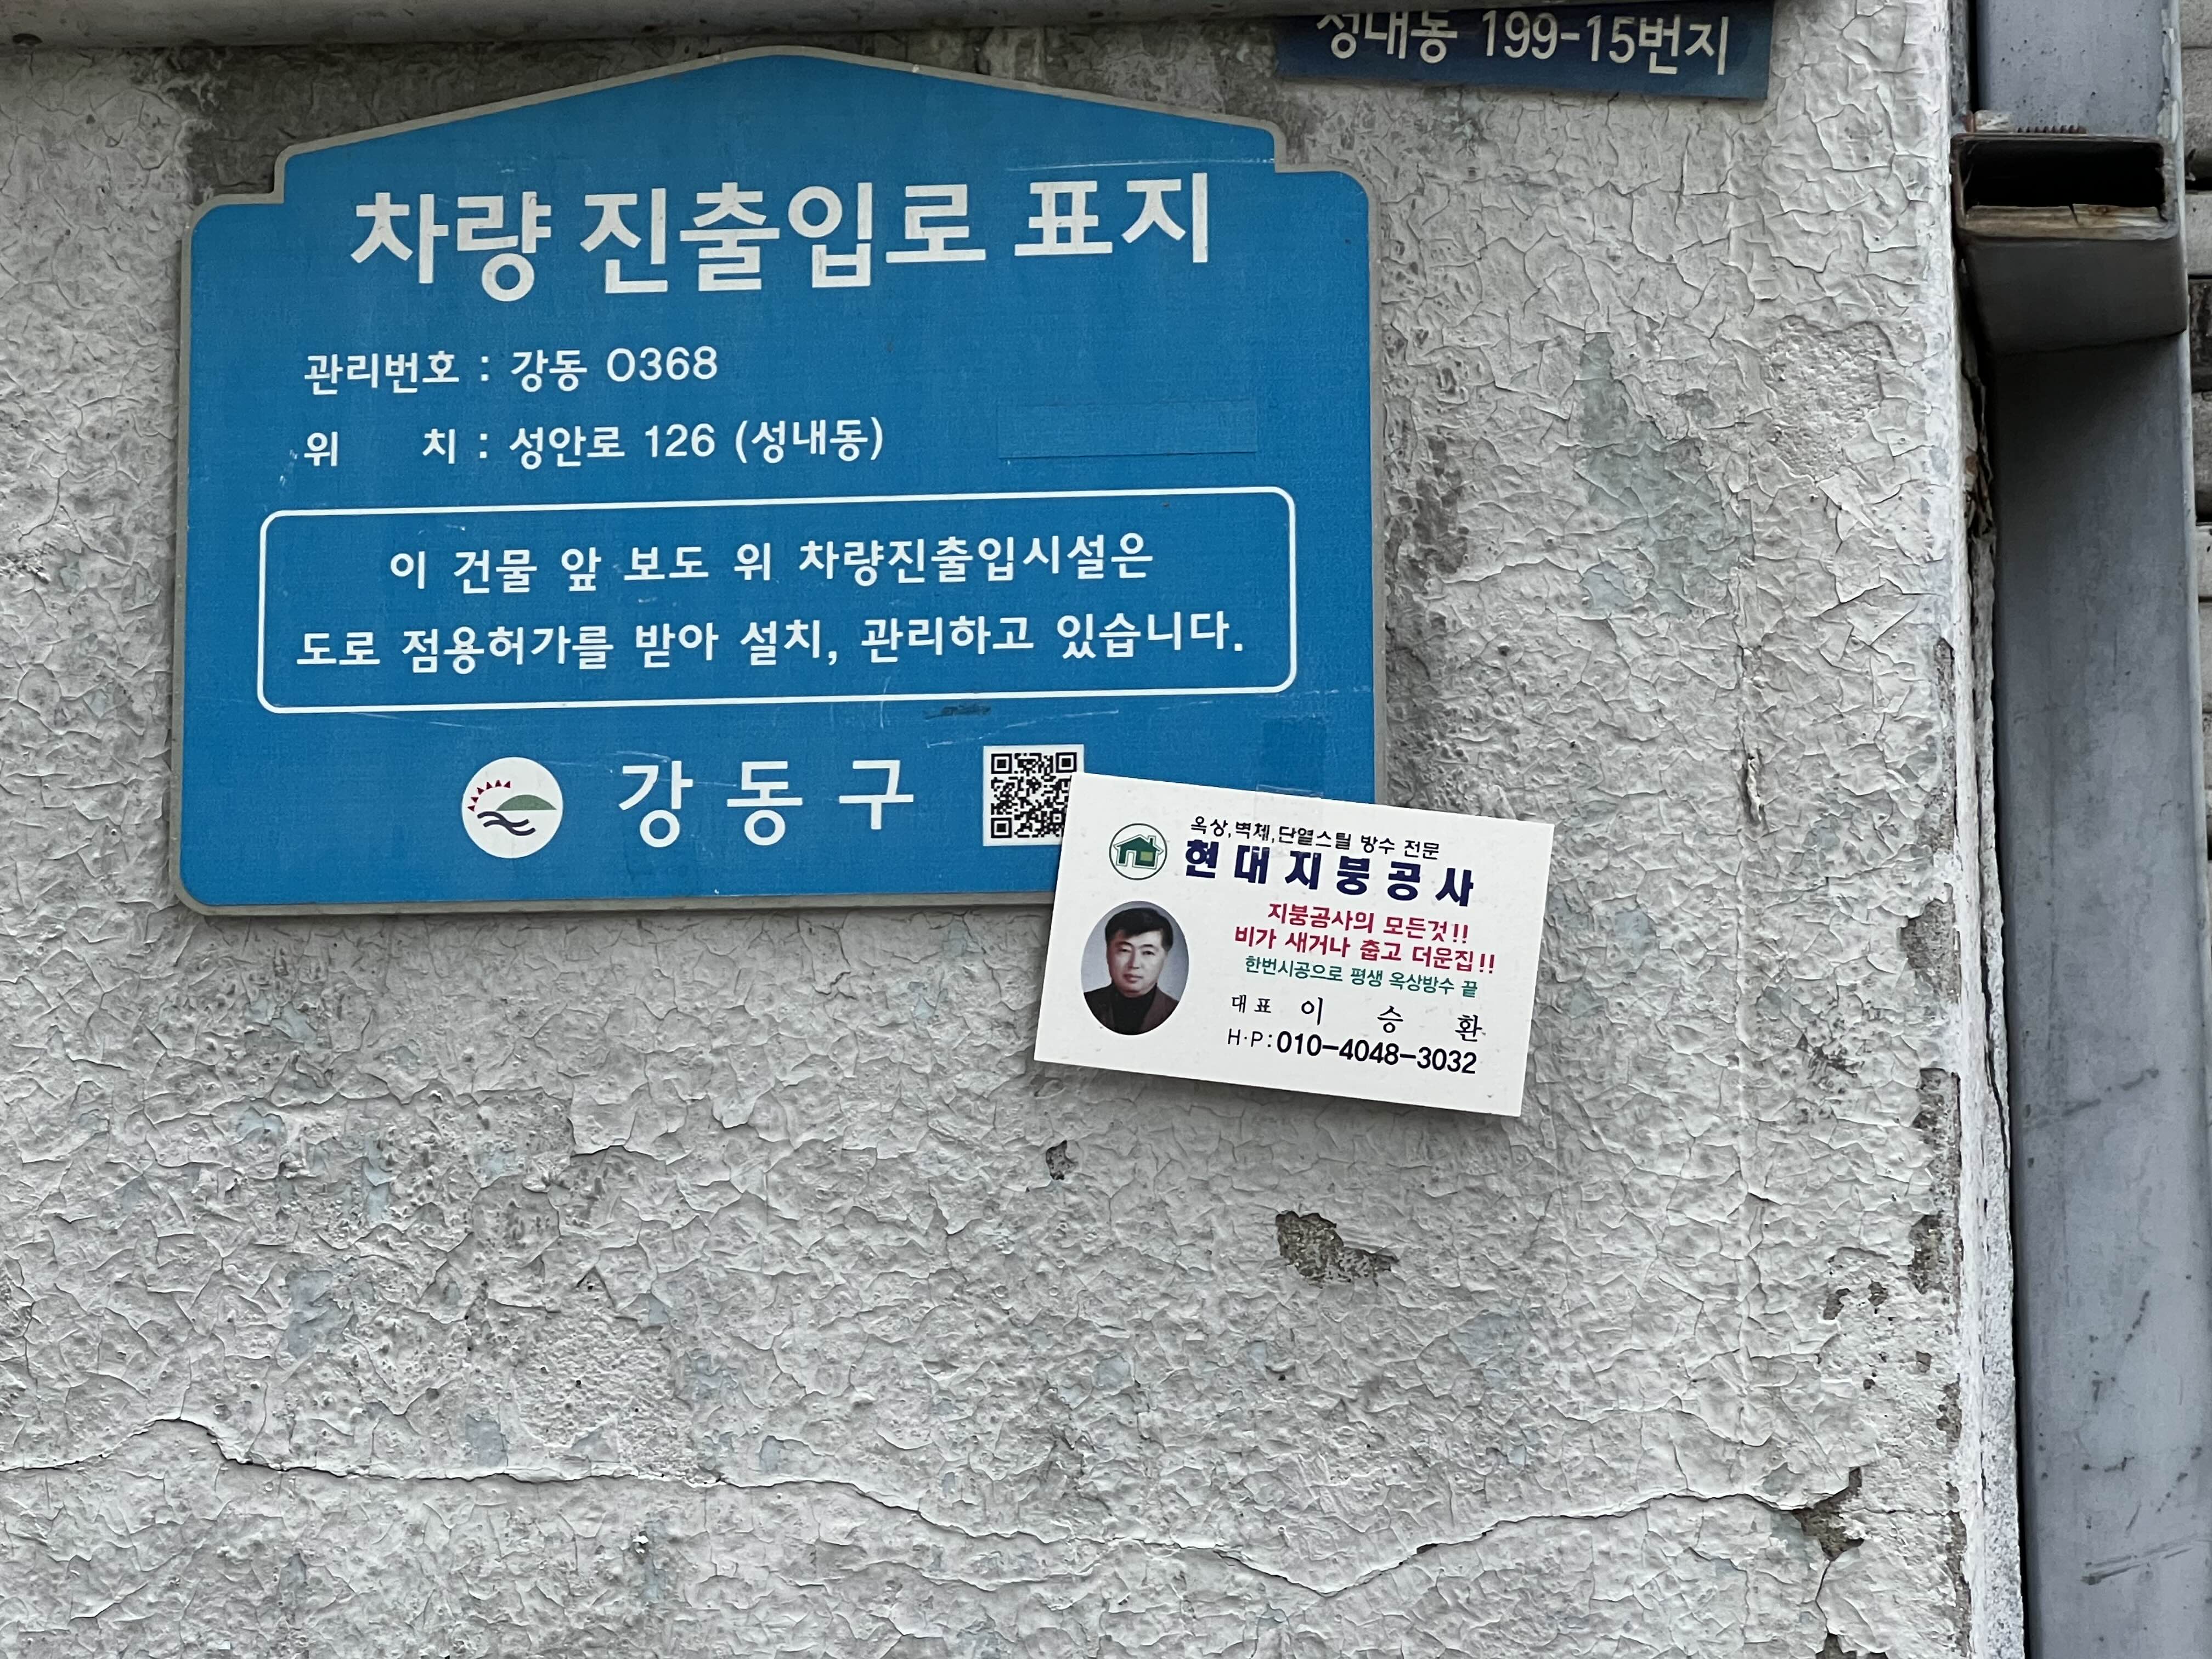 성내동 199-15번지
차량 진출입로 표지
관리번호 : 강동 0368
위 치 : 성안로 126 (성내동)
이 건물 앞 보도 위 차량진출입시설은
도로 점용허가를 받아 설치, 관리하고 있습니다.
강동구
옥상,벽체,단열스틸 방수 전문
현대지붕공사
지붕공사의 모든것!!
비가 새거나 춥고 더운집!!
한번시공으로 평생 옥상방수 끝
대표 이 승 환
H·P:010-4048-3032